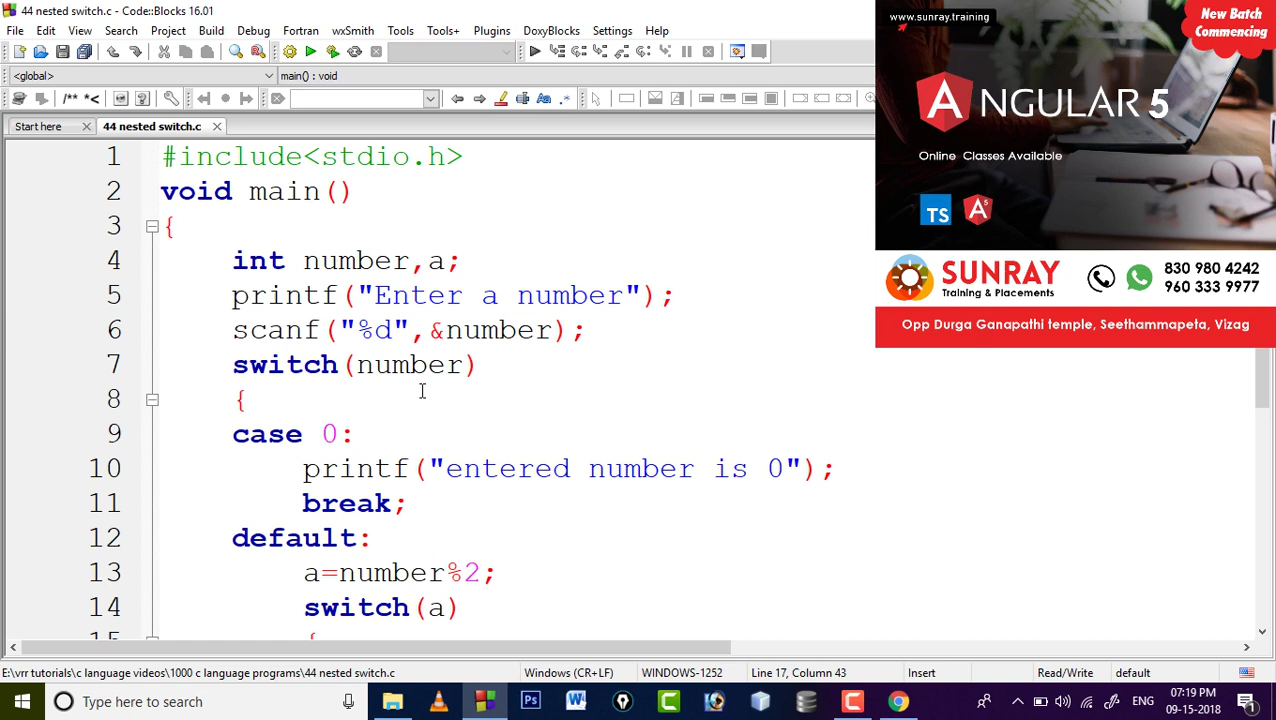 44 nested switch.c - Code::Blocks 16.01
File Edit View Search Project Build Debug Fortran wxSmith Tools Tools+ Plugins DoxyBlocks Settings Help
<global>
main() : void
/** *<
Start here
44 nested switch.c
1 #include<stdio.h>
2 void main()
3 {
4 int number,a;
5 printf("Enter a number");
6 scanf("%d",&number);
7 switch(number)
8 {
9 case 0:
10 printf("entered number is 0");
11 break;
12 default:
13 a=number%2;
14 switch(a)
15 {
www.sunray.training
New Batch
Commencing
ANGULAR 5
Online Classes Available
TS
A5
SUNRAY
Training & Placements
830 980 4242
960 333 9977
Opp Durga Ganapathi temple, Seethammapeta, Vizag
E:\vrr tutorials\c language videos\1000 c language programs\44 nested switch.c
Windows (CR+LF)
WINDOWS-1252
Line 17, Column 43
Insert
Read/Write
default
Type here to search
Ps
ENG
07:19 PM
09-15-2018
1